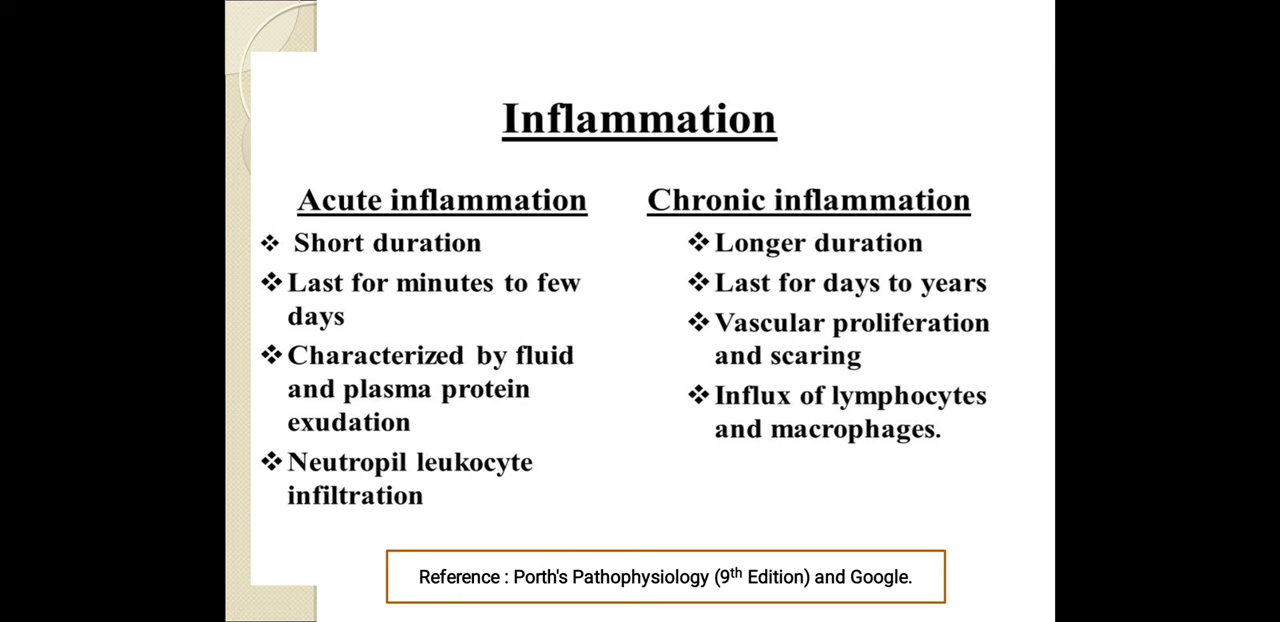 Inflammation
Acute inflammation
❖ Short duration
❖ Last for minutes to few
days
❖ Characterized by fluid
and plasma protein
exudation
❖ Neutropil leukocyte
infiltration
Chronic inflammation
❖ Longer duration
❖ Last for days to years
❖ Vascular proliferation
and scaring
❖ Influx of lymphocytes
and macrophages.
Reference : Porth's Pathophysiology (9th Edition) and Google.